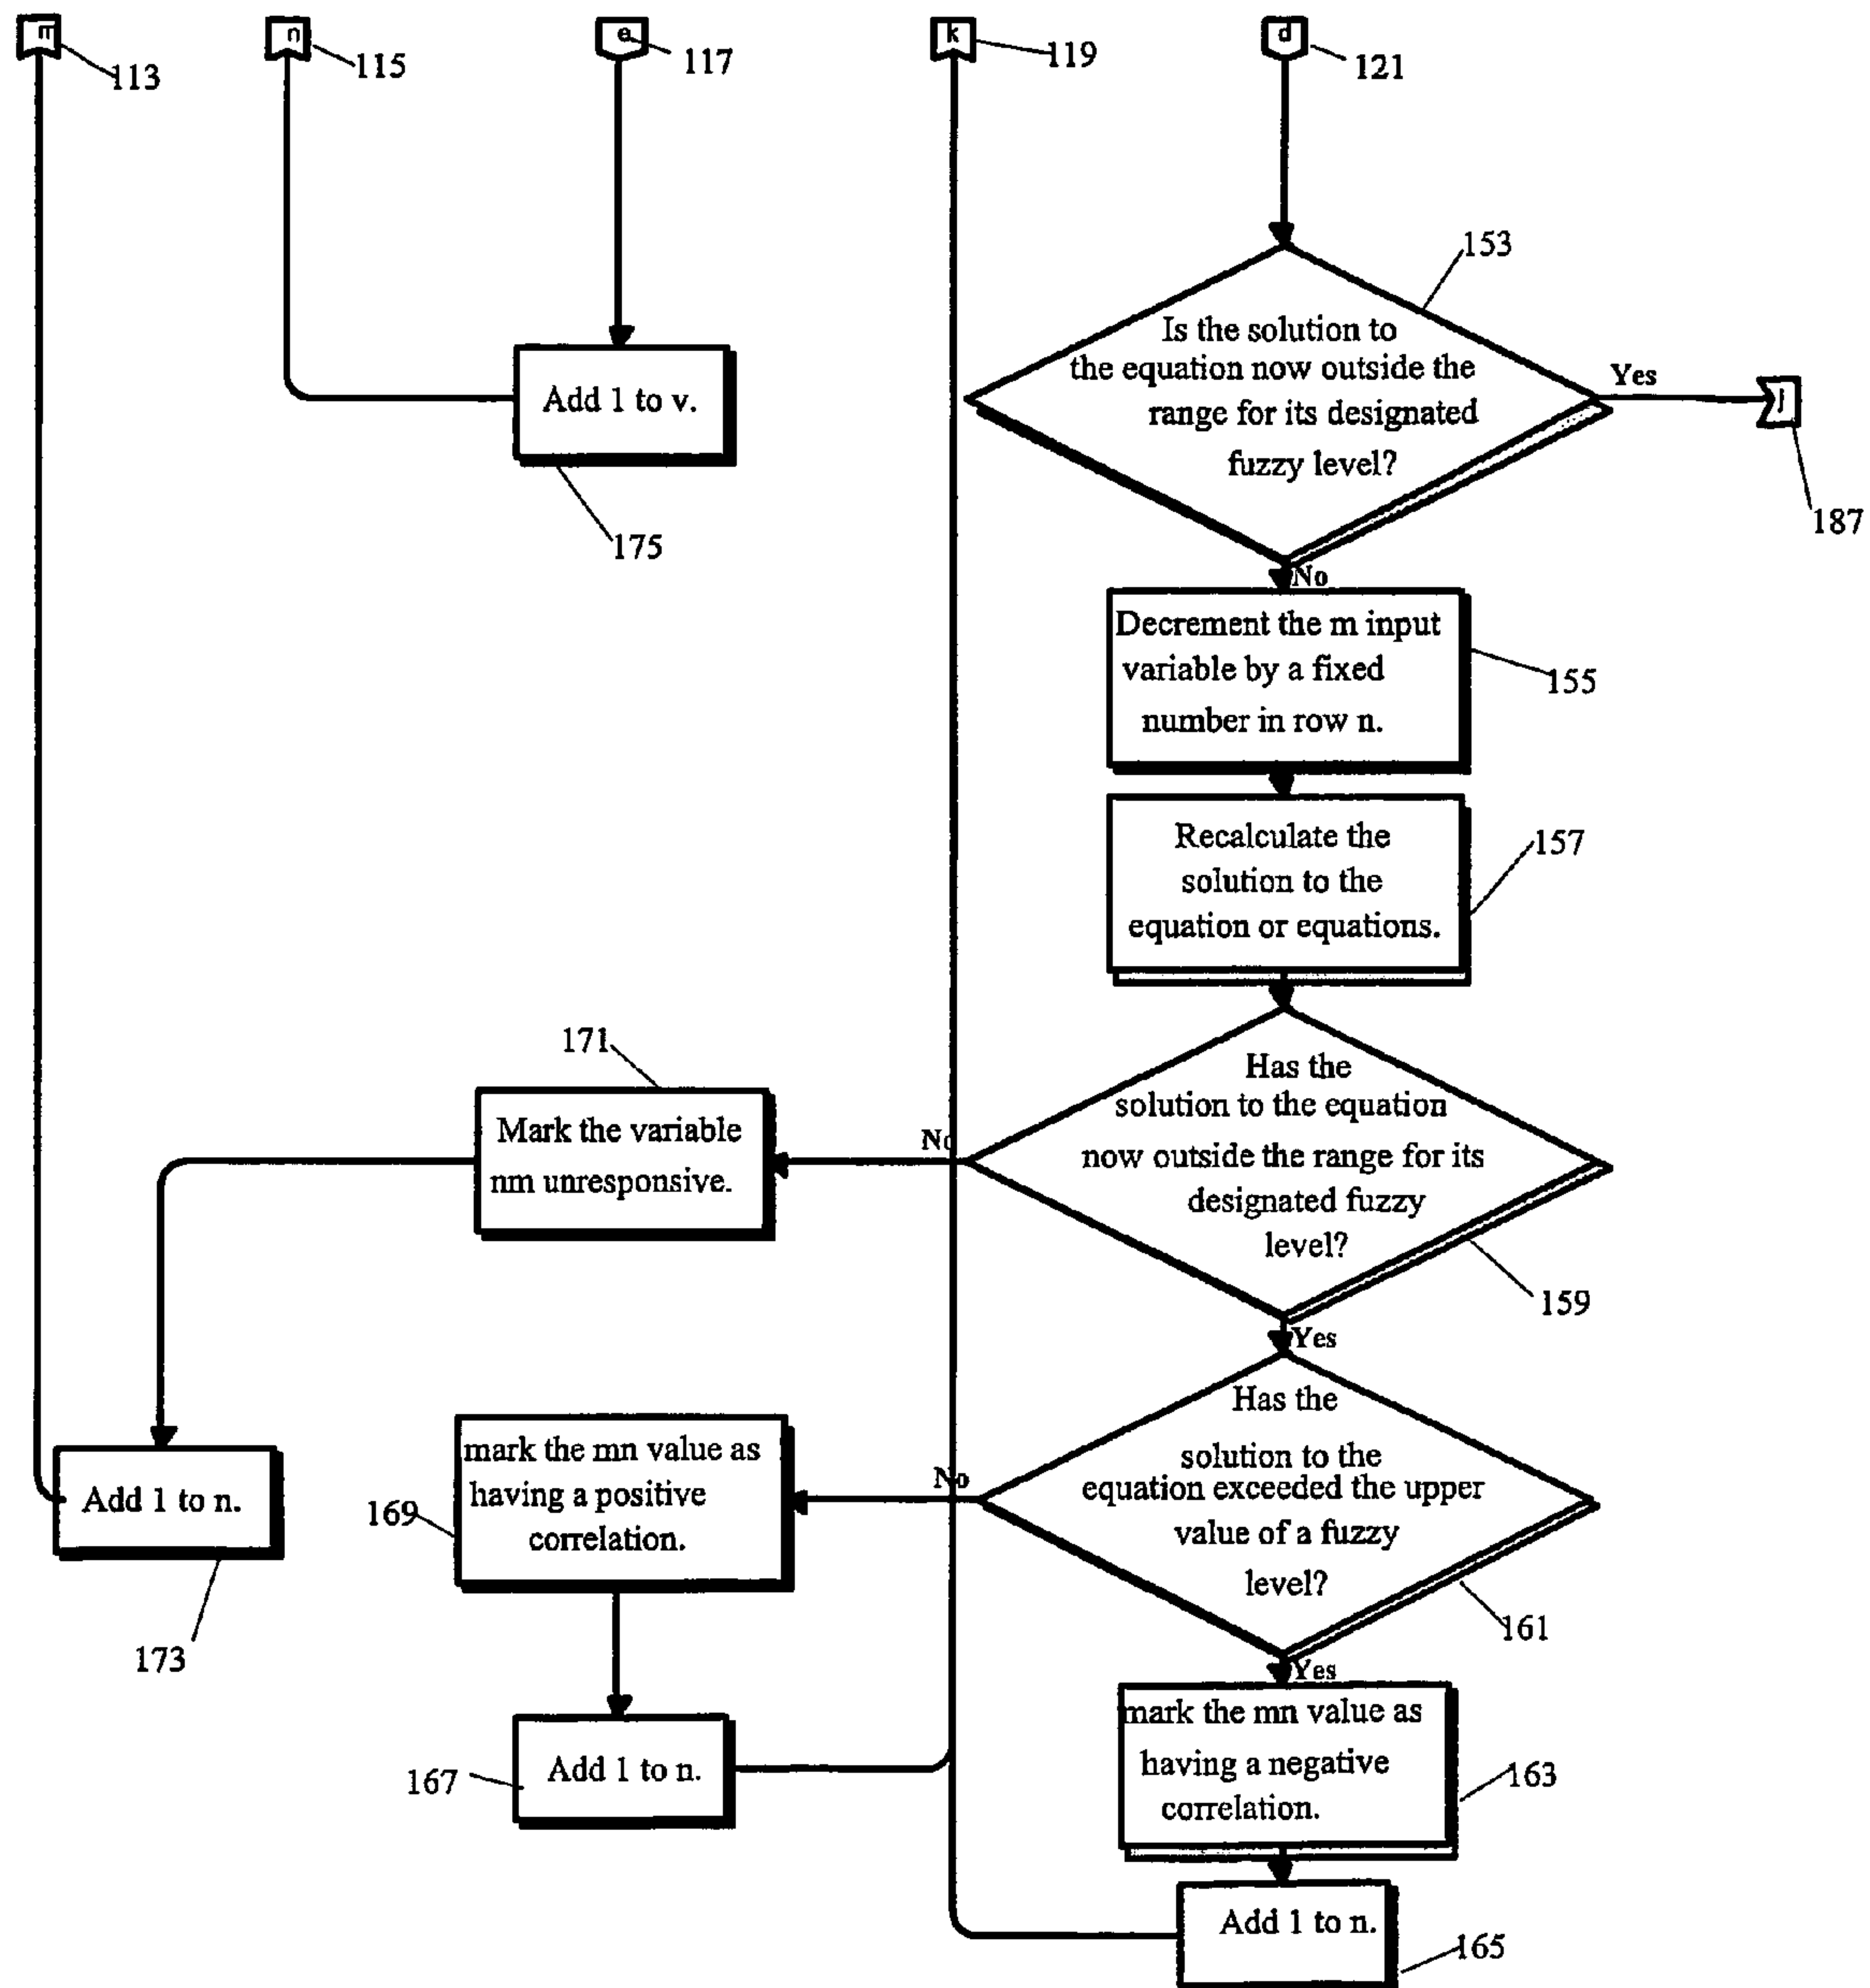 m
n
e
k
d
113
115
117
119
121
153
Is the solution to
the equation now outside the
range for its designated
fuzzy level?
Yes
j
187
No
Add 1 to v.
175
Decrement the m input
variable by a fixed
number in row n.
155
Recalculate the
solution to the
equation or equations.
157
171
Mark the variable
nm unresponsive.
No
Has the
solution to the equation
now outside the range for its
designated fuzzy
level?
159
Yes
Add 1 to n.
173
mark the mn value as
having a positive
correlation.
169
No
Has the
solution to the
equation exceeded the upper
value of a fuzzy
level?
161
Yes
Add 1 to n.
167
mark the mn value as
having a negative
correlation.
163
Add 1 to n.
165